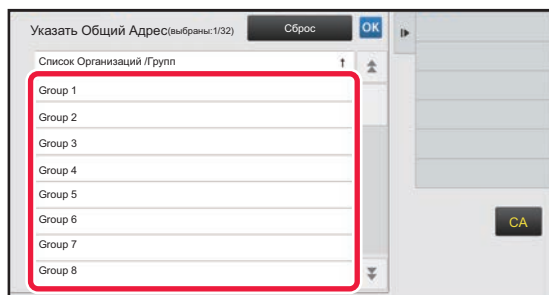 Указать Общий Адрес(выбраны:1/32) Сброс OK
Список Организаций /Групп ↑
Group 1
Group 2
Group 3
Group 4
Group 5
Group 6
Group 7
Group 8
CA